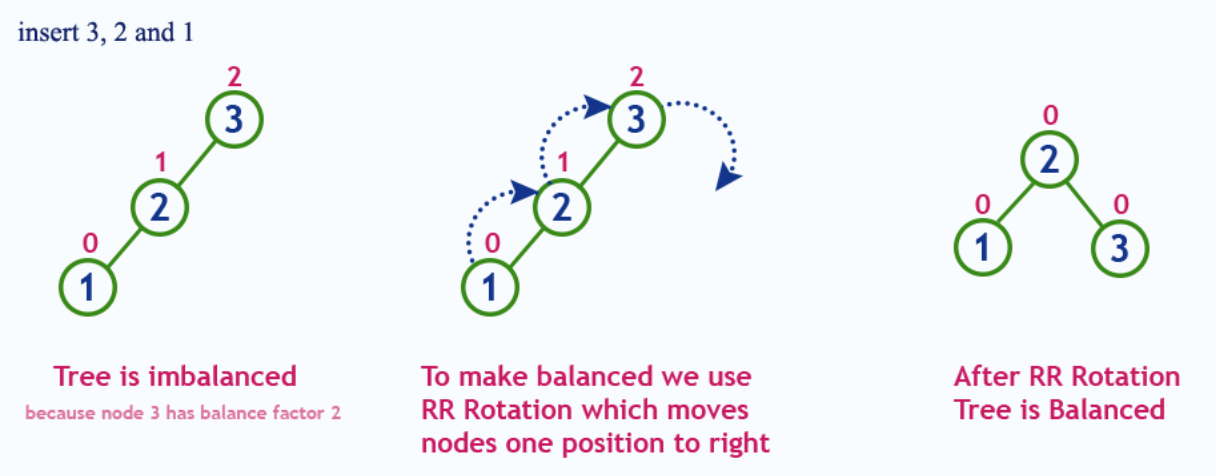 insert 3, 2 and 1
2
3
1
2
0
1
Tree is imbalanced
because node 3 has balance factor 2
2
3
1
2
0
1
To make balanced we use
RR Rotation which moves
nodes one position to right
0
2
0
0
1
3
After RR Rotation
Tree is Balanced